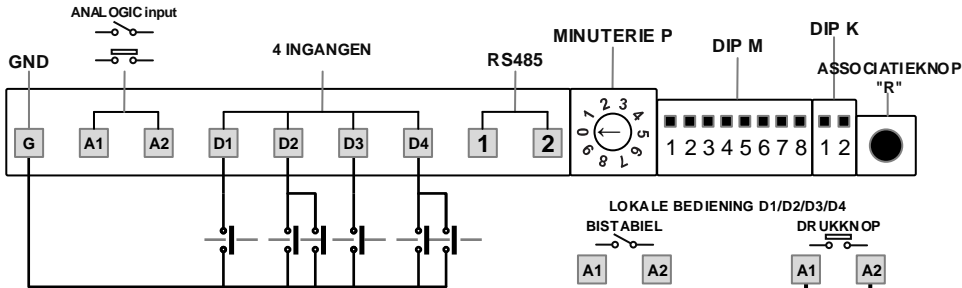 ANALOGIC input
GND
4 INGANGEN
RS485
MINUTERIE P
DIP M
DIP K
ASSOCIATIEKNOP
"R"
G A1 A2 D1 D2 D3 D4 1 2
0 1 2 3 4 5 6 7 8 9
1 2 3 4 5 6 7 8
1 2
LOKALE BEDIENING D1/D2/D3/D4
BISTABIEL
DRUKKNOP
A1 A2
A1 A2